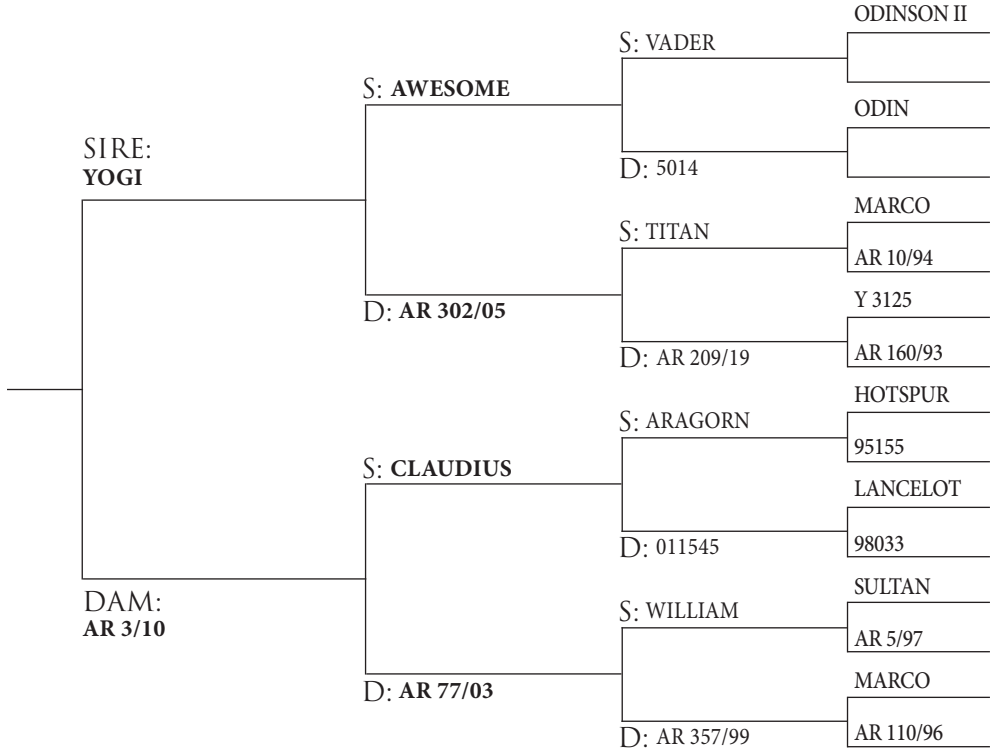 ODINSON II
S: VADER
S: AWESOME
ODIN
SIRE:
YOGI
D: 5014
MARCO
S: TITAN
AR 10/94
Y 3125
D: AR 302/05
AR 160/93
D: AR 209/19
HOTSPUR
S: ARAGORN
95155
S: CLAUDIUS
LANCELOT
98033
D: 011545
DAM:
AR 3/10
SULTAN
S: WILLIAM
AR 5/97
MARCO
D: AR 77/03
AR 110/96
D: AR 357/99